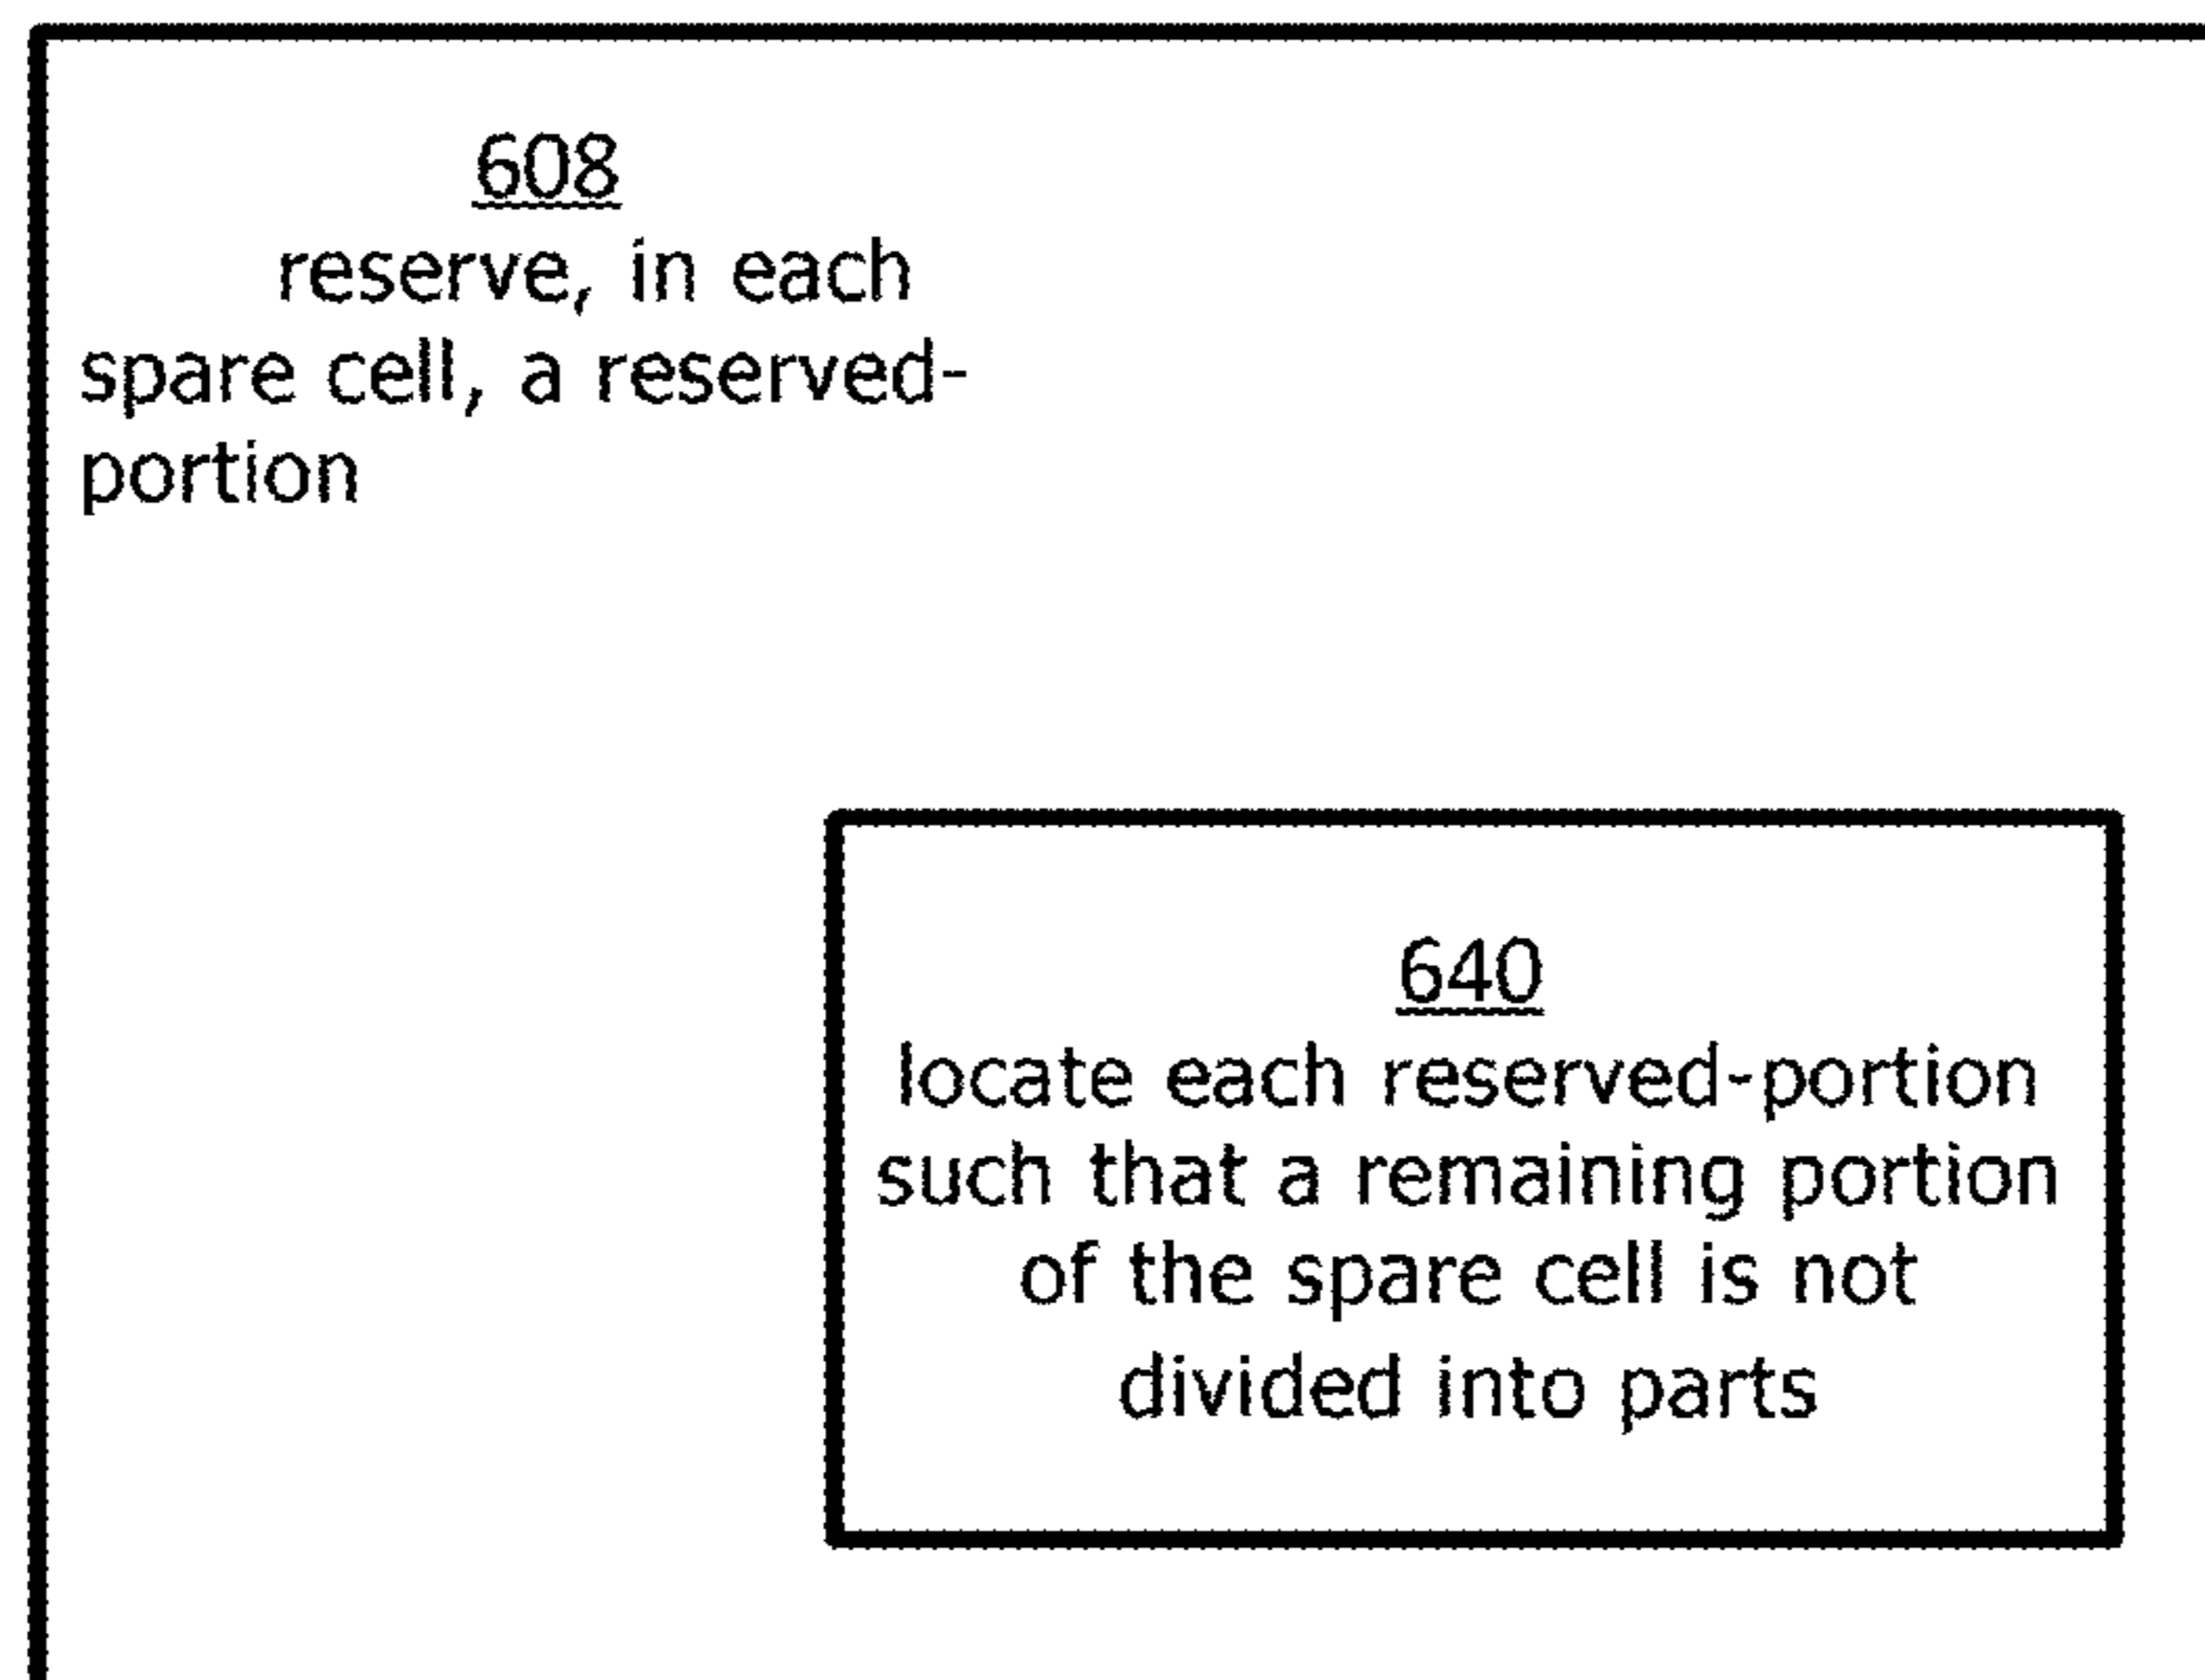 608
reserve, in each
spare cell, a reserved-
portion
640
locate each reserved-portion
such that a remaining portion
of the spare cell is not
divided into parts